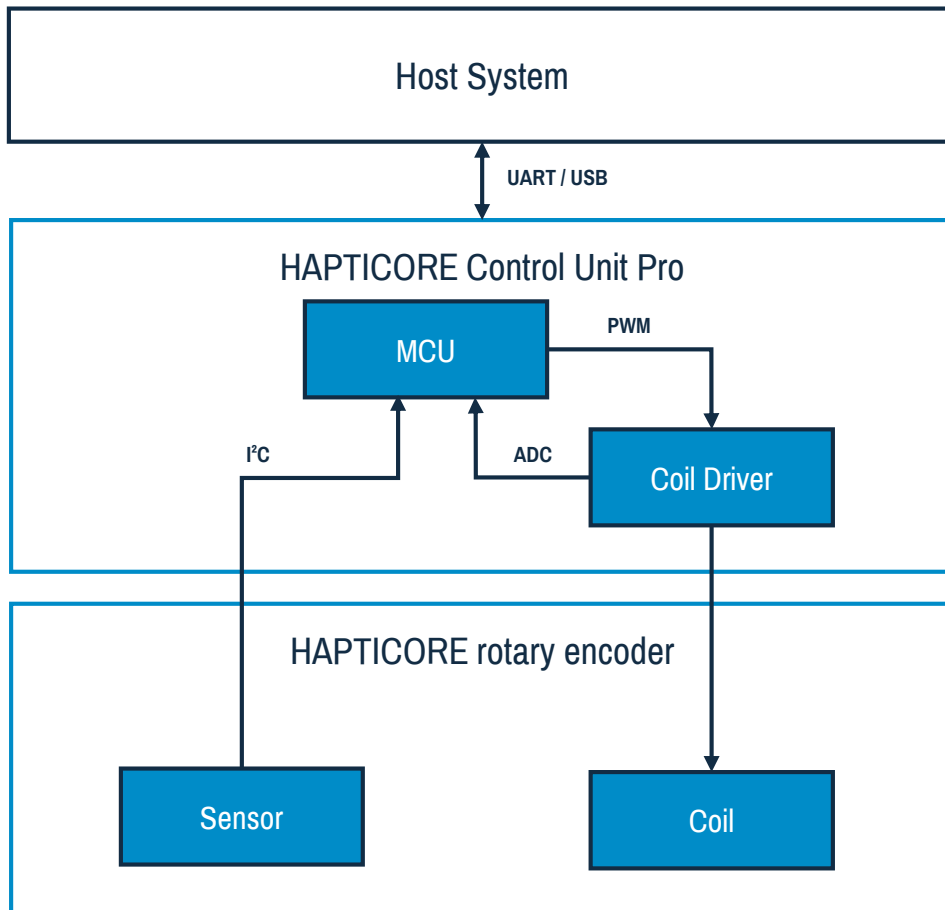 Host System
UART / USB
HAPTICORE Control Unit Pro
MCU
PWM
I²C
ADC
Coil Driver
HAPTICORE rotary encoder
Sensor
Coil